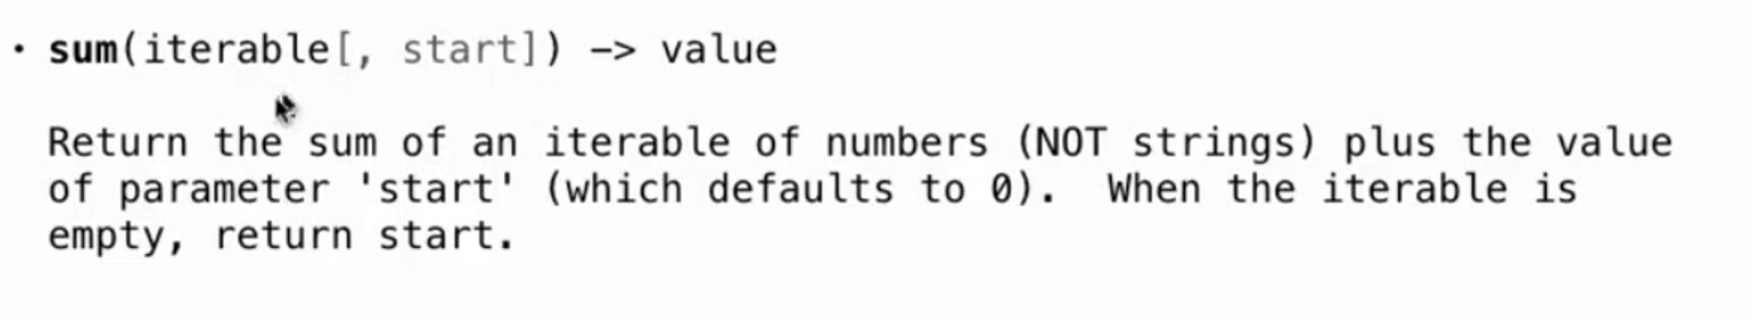 · sum(iterable[, start]) -> value
Return the sum of an iterable of numbers (NOT strings) plus the value
of parameter 'start' (which defaults to 0).  When the iterable is
empty, return start.